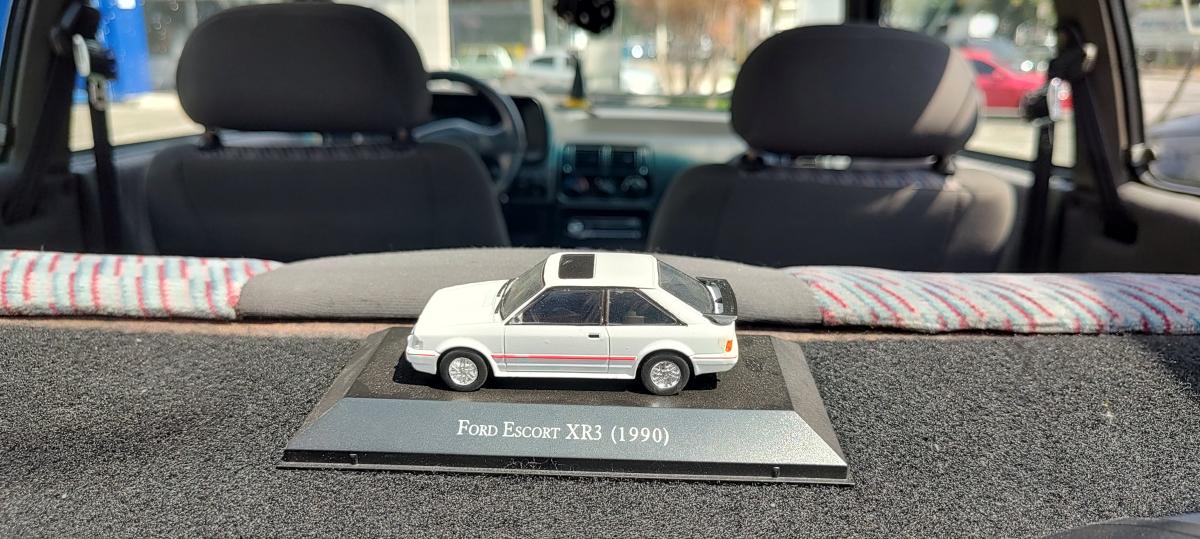 FORD ESCORT XR3 (1990)